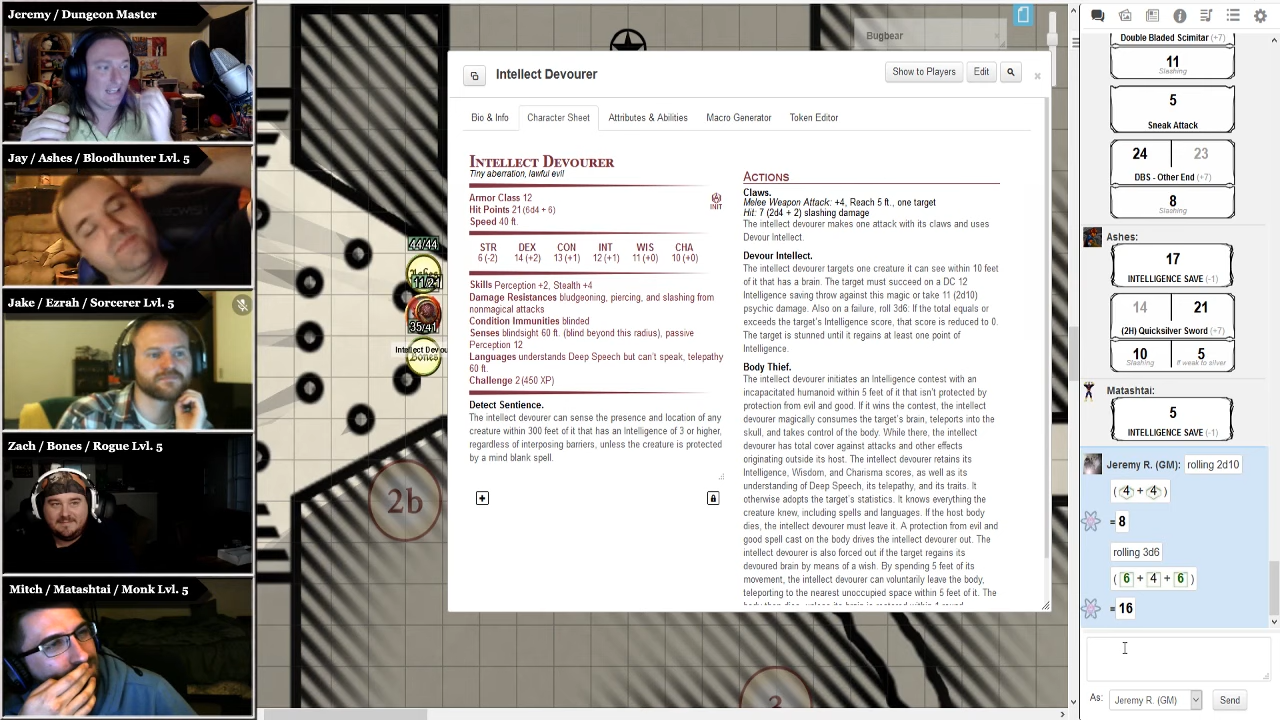 Jeremy / Dungeon Master
Jay / Ashes / Bloodhunter Lvl. 5
Jake / Ezrah / Sorcerer Lvl. 5
Zach / Bones / Rogue Lvl. 5
Mitch / Matashtai / Monk Lvl. 5
44/44
11/21
35/41
Intellect Devou
Bones
2b
3
Bugbear
Intellect Devourer
Show to Players
Edit
Bio & Info
Character Sheet
Attributes & Abilities
Macro Generator
Token Editor
INTELLECT DEVOURER
Tiny aberration, lawful evil
Armor Class 12
Hit Points 21 (6d4 + 6)
Speed 40 ft.
INIT
STR DEX CON INT WIS CHA
6 (-2) 14 (+2) 13 (+1) 12 (+1) 11 (+0) 10 (+0)
Skills Perception +2, Stealth +4
Damage Resistances bludgeoning, piercing, and slashing from
nonmagical attacks
Condition Immunities blinded
Senses blindsight 60 ft. (blind beyond this radius), passive
Perception 12
Languages understands Deep Speech but can't speak, telepathy
60 ft.
Challenge 2 (450 XP)
Detect Sentience.
The intellect devourer can sense the presence and location of any
creature within 300 feet of it that has an Intelligence of 3 or higher,
regardless of interposing barriers, unless the creature is protected
by a mind blank spell.
ACTIONS
Claws.
Melee Weapon Attack: +4, Reach 5 ft., one target
Hit: 7 (2d4 + 2) slashing damage
The intellect devourer makes one attack with its claws and uses
Devour Intellect.
Devour Intellect.
The intellect devourer targets one creature it can see within 10 feet
of it that has a brain. The target must succeed on a DC 12
Intelligence saving throw against this magic or take 11 (2d10)
psychic damage. Also on a failure, roll 3d6. If the total equals or
exceeds the target's Intelligence score, that score is reduced to 0.
The target is stunned until it regains at least one point of
Intelligence.
Body Thief.
The intellect devourer initiates an Intelligence contest with an
incapacitated humanoid within 5 feet of it that isn't protected by
protection from evil and good. If it wins the contest, the intellect
devourer magically consumes the target's brain, teleports into the
skull, and takes control of the body. While there, the intellect
devourer has total cover against attacks and other effects
originating outside its host. The intellect devourer retains its
Intelligence, Wisdom, and Charisma scores, as well as its
understanding of Deep Speech, its telepathy, and its traits. It
otherwise adopts the target's statistics. It knows everything the
creature knew, including spells and languages. If the host body
dies, the intellect devourer must leave it. A protection from evil and
good spell cast on the body drives the intellect devourer out. The
intellect devourer is also forced out if the target regains its
devoured brain by means of a wish. By spending 5 feet of its
movement, the intellect devourer can voluntarily leave the body,
teleporting to the nearest unoccupied space within 5 feet of it. The
body then dies, unless its brain is restored within 1 round
Double Bladed Scimitar (+7)
11
Slashing
5
Sneak Attack
24 23
DBS - Other End (+7)
8
Slashing
Ashes:
17
INTELLIGENCE SAVE (-1)
14 21
(2H) Quicksilver Sword (+7)
10 5
Slashing If weak to silver
Matashtai:
5
INTELLIGENCE SAVE (-1)
Jeremy R. (GM): rolling 2d10
(4+4)
=8
rolling 3d6
(6+4+6)
=16
As: Jeremy R. (GM) Send